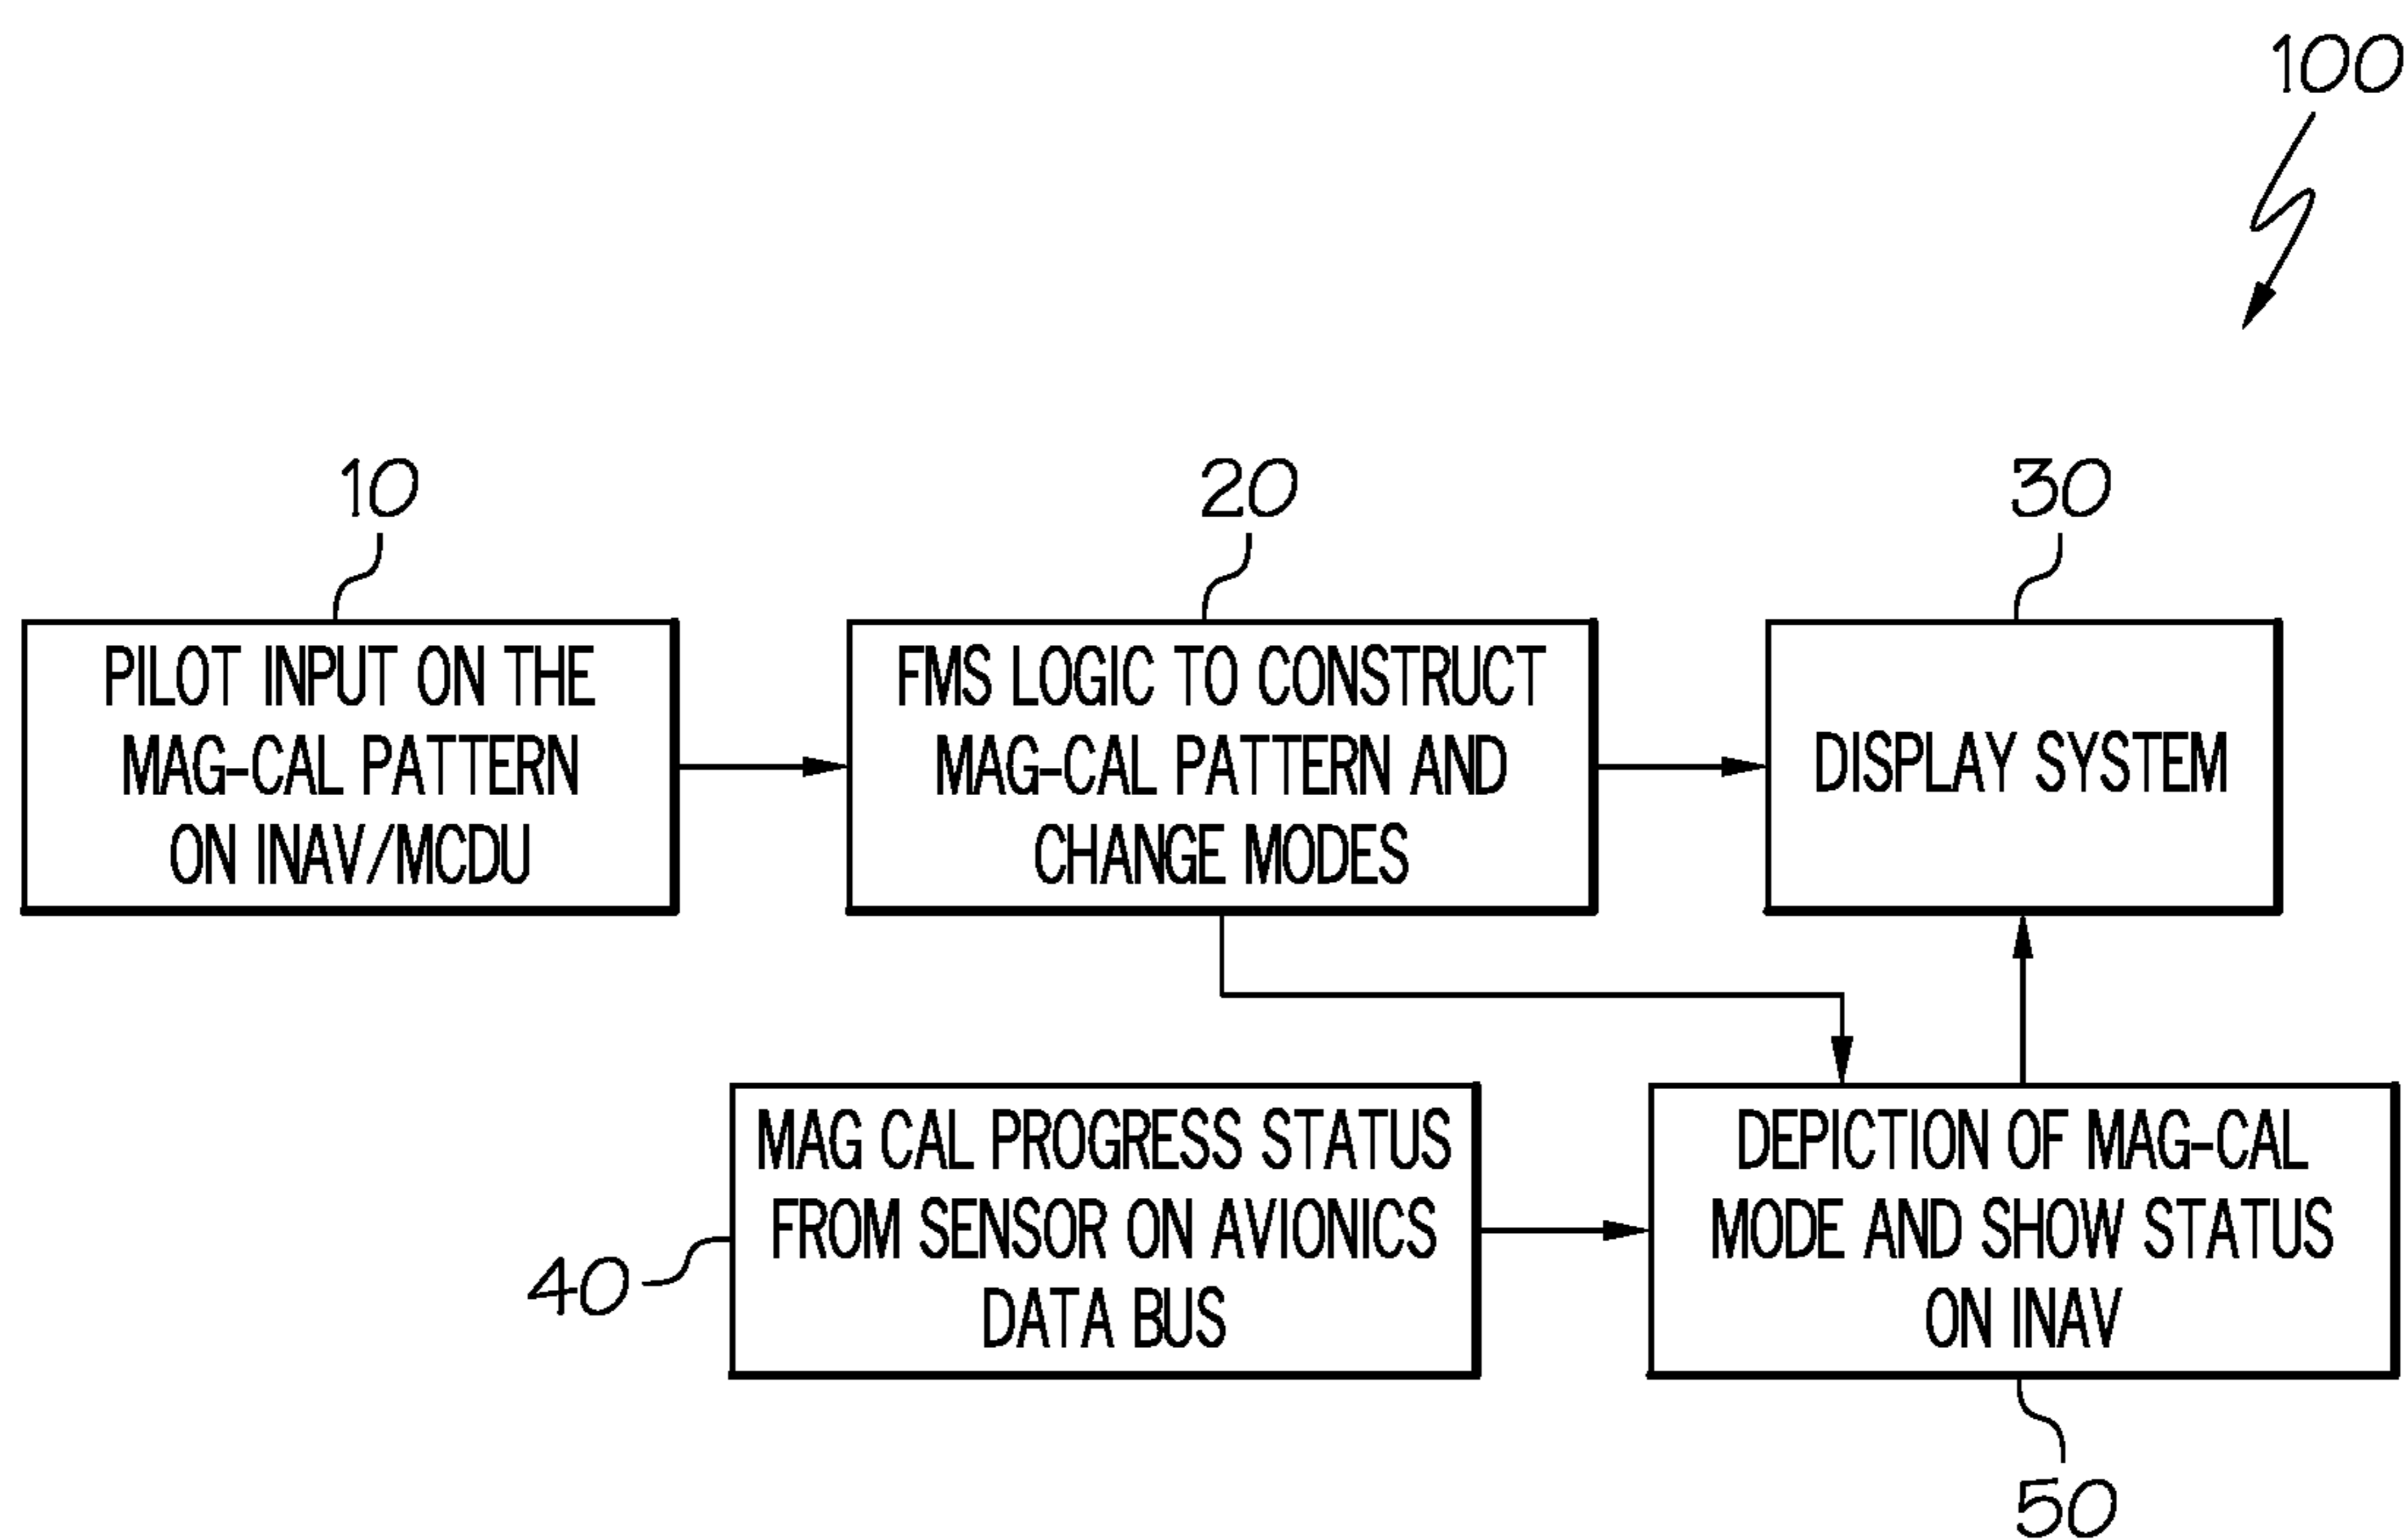 100
10
20
30
PILOT INPUT ON THE
MAG-CAL PATTERN
ON INAV/MCDU
FMS LOGIC TO CONSTRUCT
MAG-CAL PATTERN AND
CHANGE MODES
DISPLAY SYSTEM
40
MAG CAL PROGRESS STATUS
FROM SENSOR ON AVIONICS
DATA BUS
DEPICTION OF MAG-CAL
MODE AND SHOW STATUS
ON INAV
50